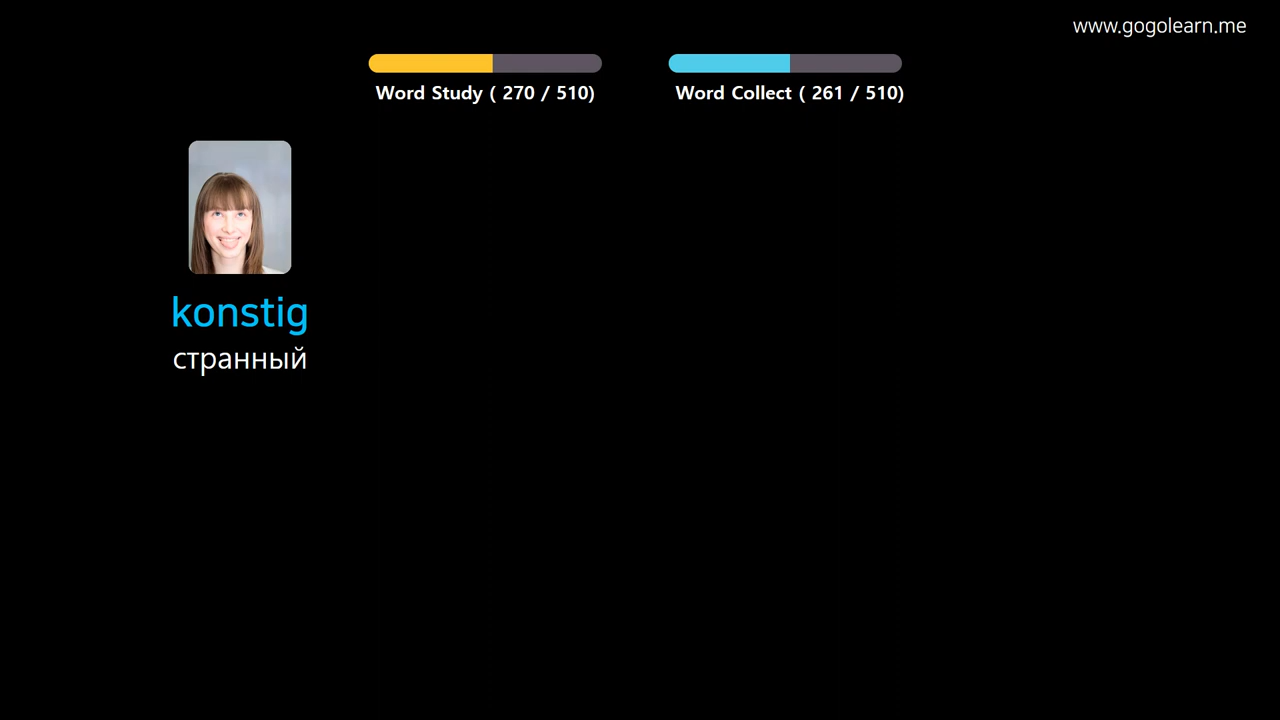 www.gogolearn.me
Word Study ( 270 / 510)
Word Collect ( 261 / 510)
konstig
странный